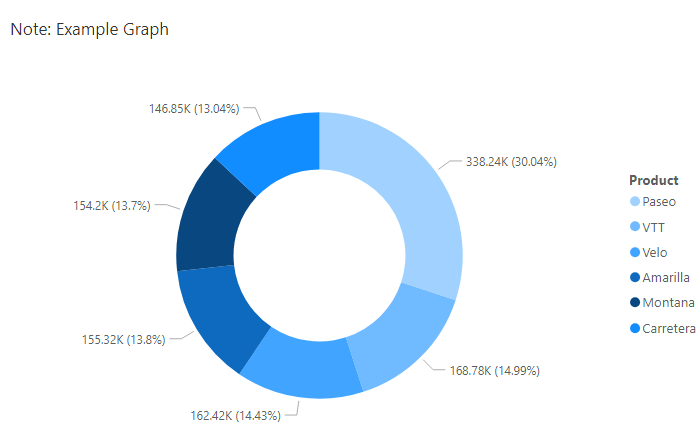 Note: Example Graph
146.85K (13.04%)
338.24K (30.04%)
154.2K (13.7%)
155.32K (13.8%)
168.78K (14.99%)
162.42K (14.43%)
Product
Paseo
VTT
Velo
Amarilla
Montana
Carretera